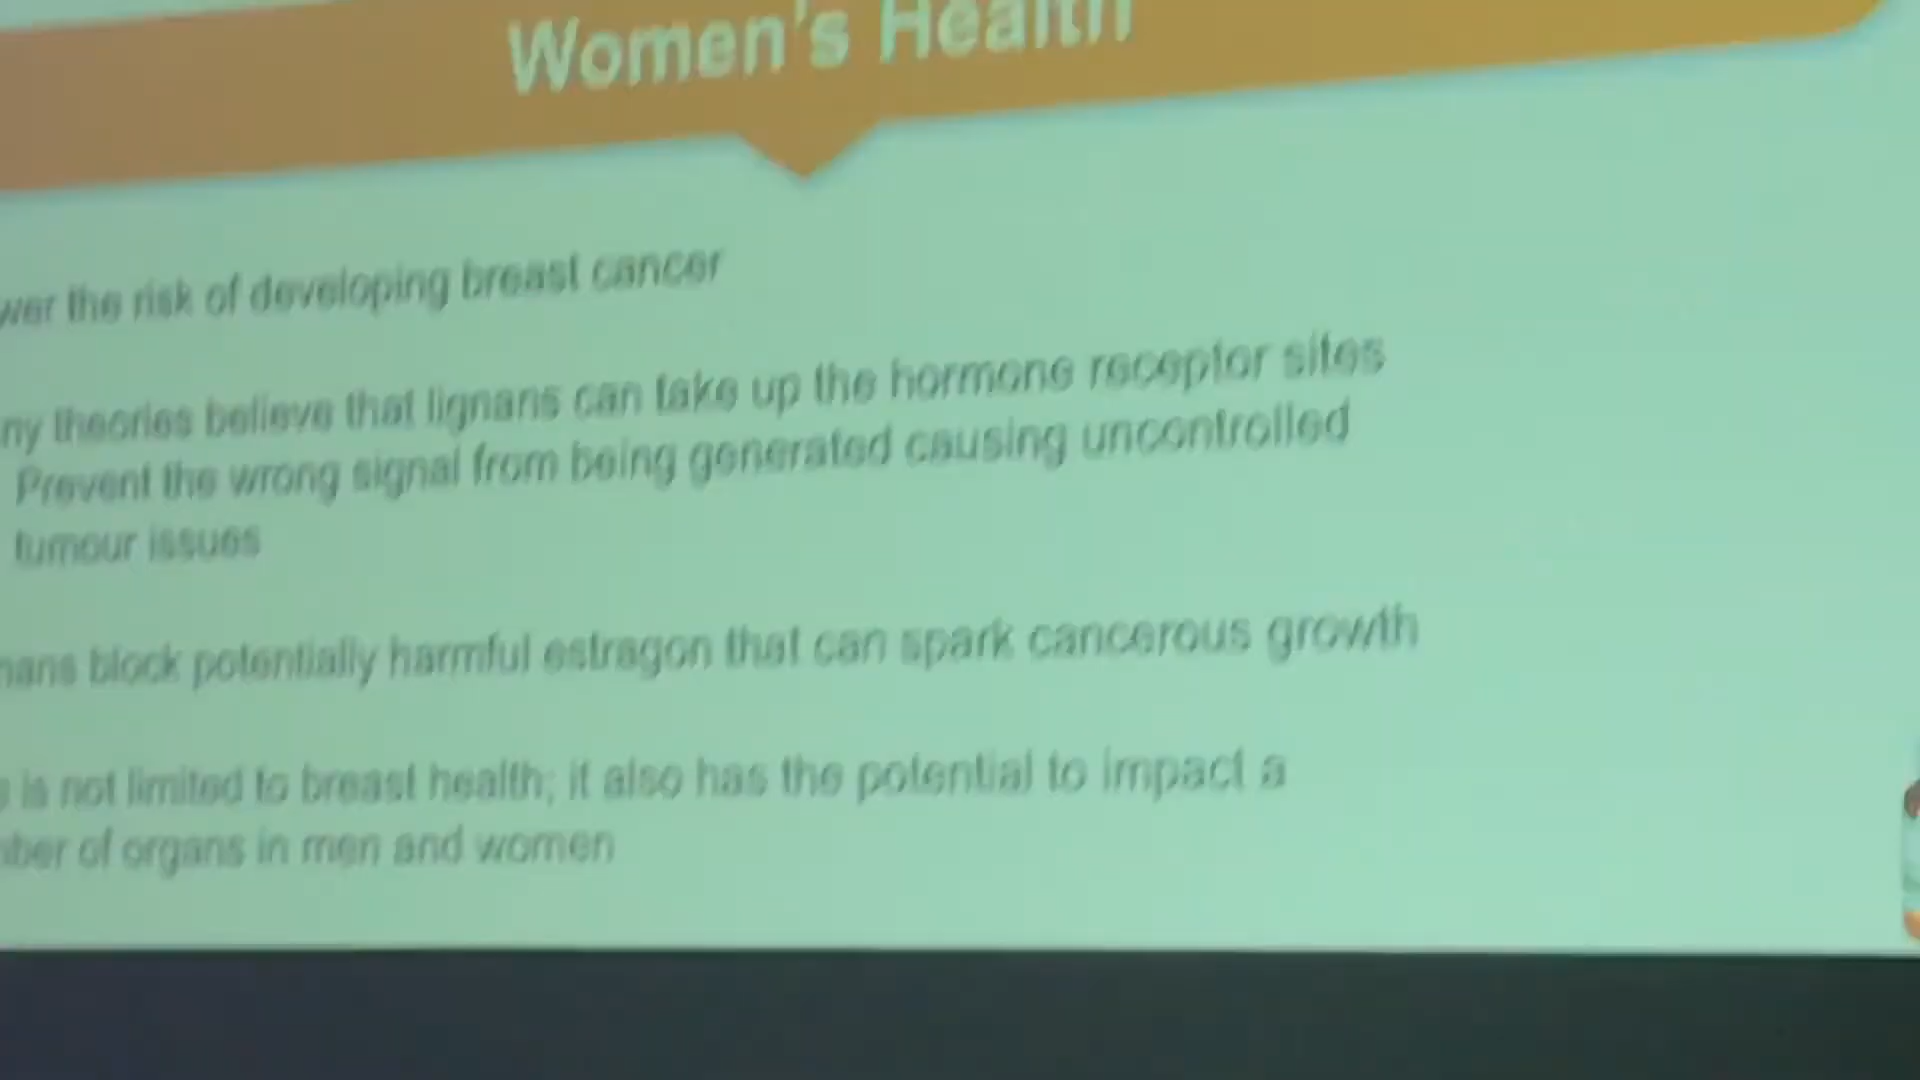 Women's Health
wer the risk of developing breast cancer
ny theories believe that lignans can take up the hormone receptor sites
Prevent the wrong signal from being generated causing uncontrolled
tumour issues
nans block potentially harmful estragon that can spark cancerous growth
s is not limited to breast health; it also has the potential to impact a
nber of organs in men and women